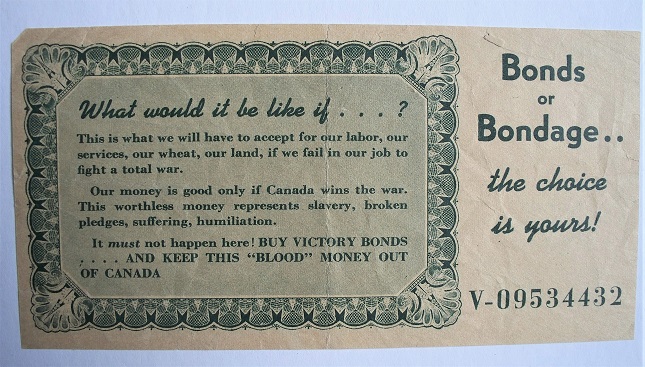 What would it be like if . . . . ?
This is what we will have to accept for our labor, our
services, our wheat, our land, if we fail in our job to
fight a total war.
Our money is good only if Canada wins the war.
This worthless money represents slavery, broken
pledges, suffering, humiliation.
It must not happen here! BUY VICTORY BONDS
. . . . AND KEEP THIS "BLOOD" MONEY OUT
OF CANADA
Bonds
or
Bondage..
the choice
is yours!
V-09534432